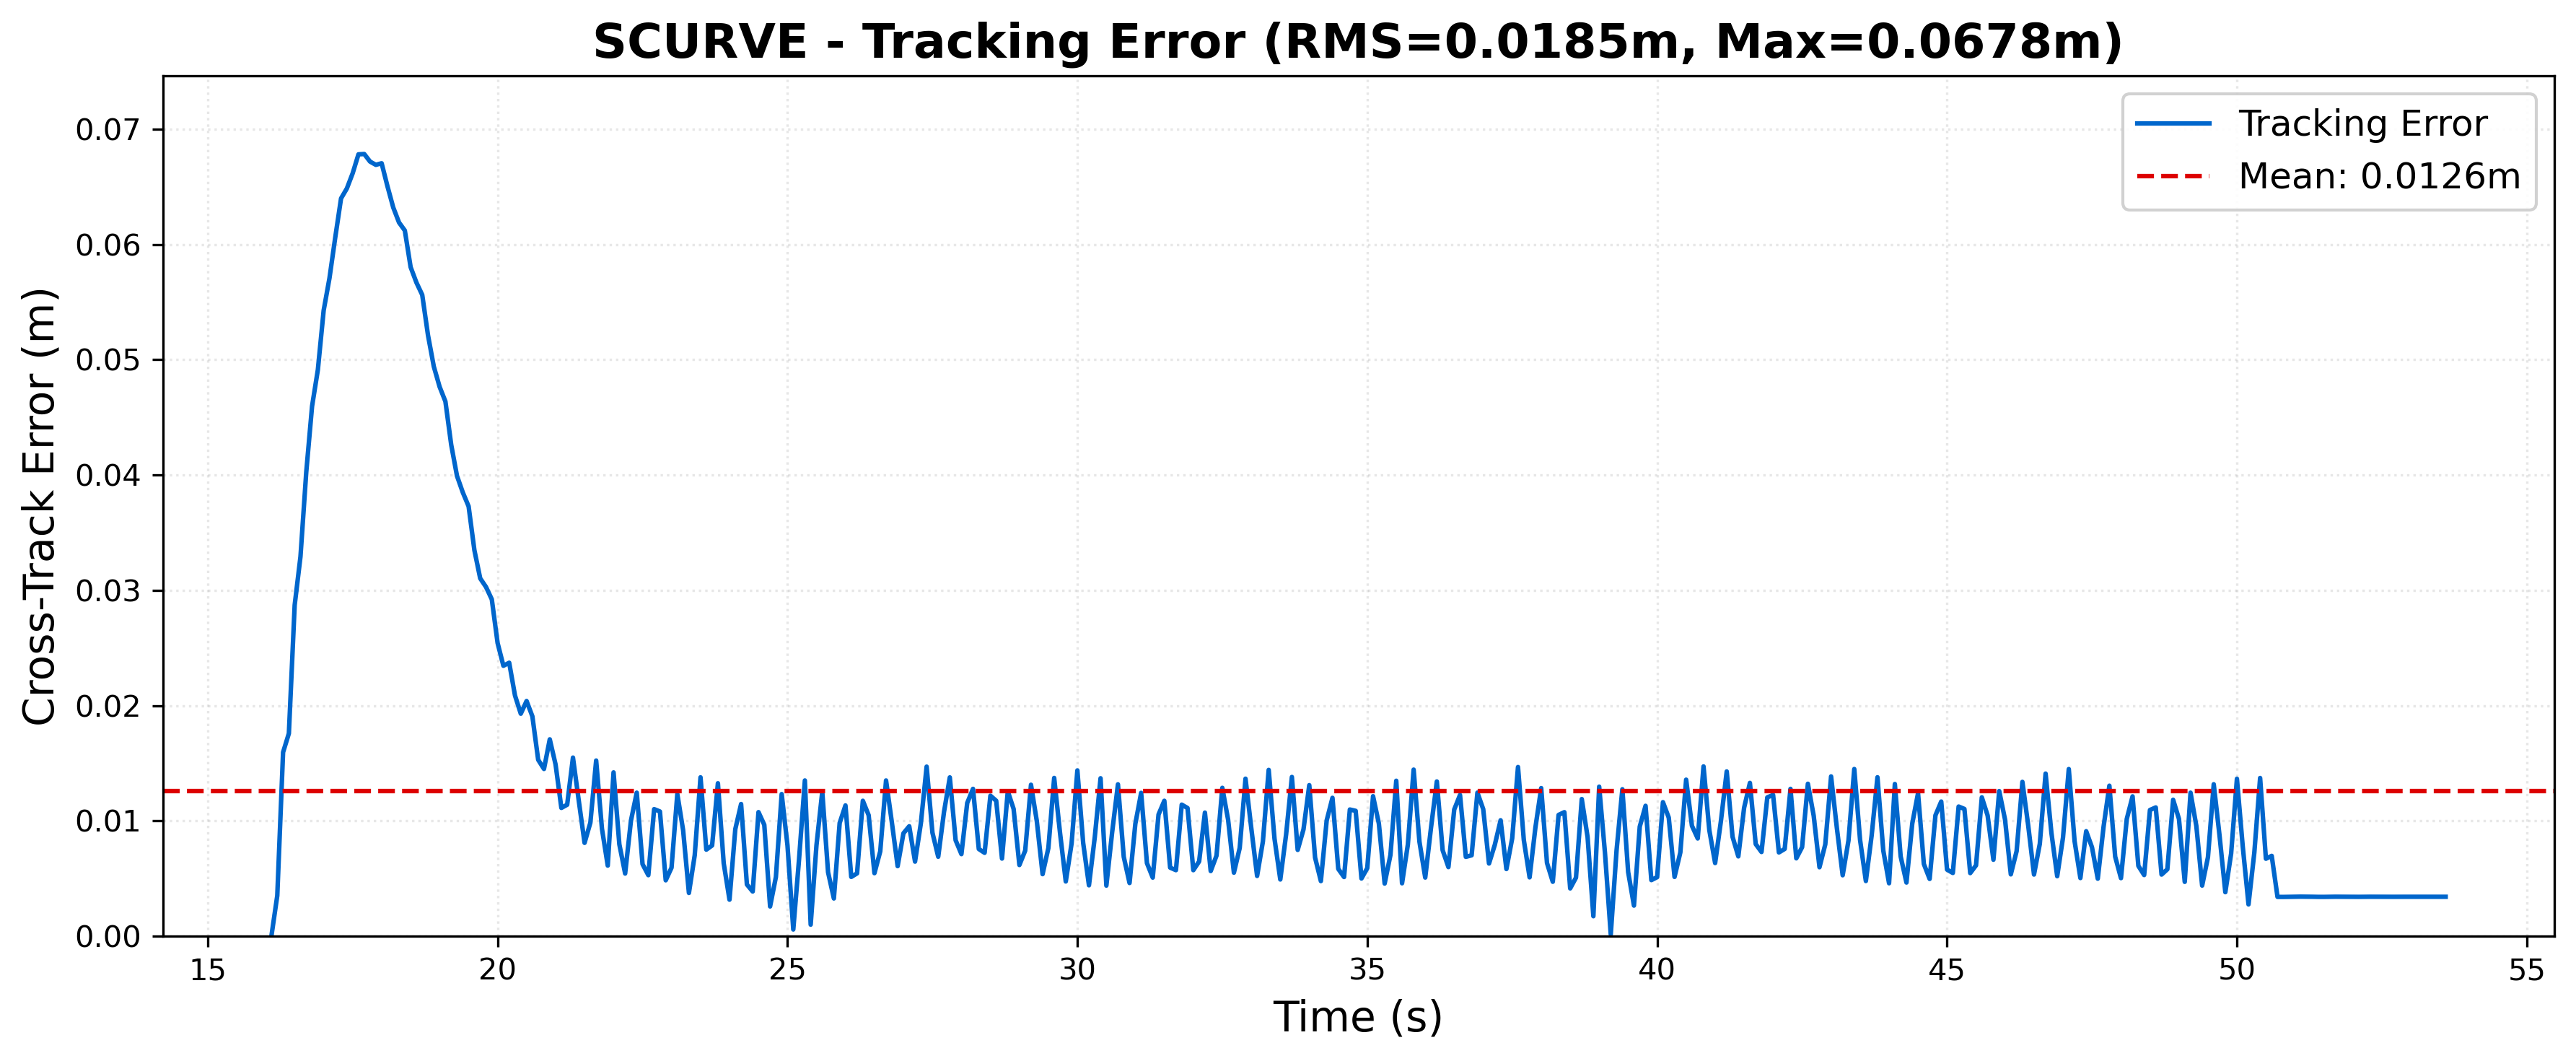 SCURVE - Tracking Error (RMS=0.0185m, Max=0.0678m)
Tracking Error
Mean: 0.0126m
Cross-Track Error (m)
0.07
0.06
0.05
0.04
0.03
0.02
0.01
0.00
15 20 25 30 35 40 45 50 55
Time (s)